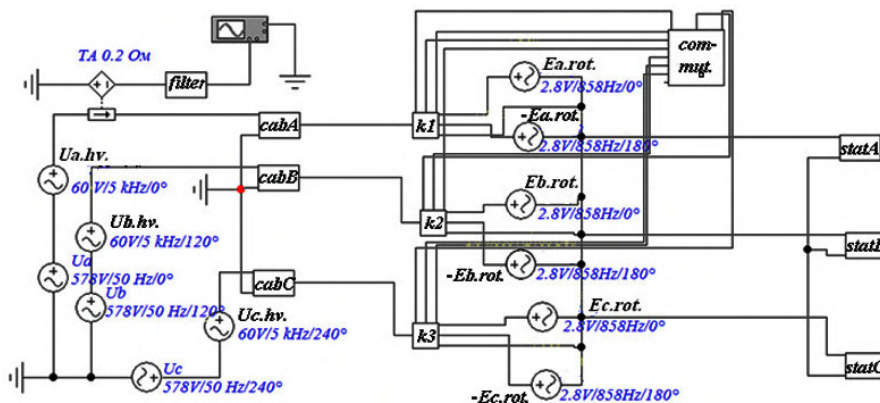 TA 0.2 Ом
filter
com-
mut.
Ea.rot.
2.8V/858Hz/0°
cabA
k1
-Ea.rot.
2.8V/858Hz/180°
statA
Ua.hv.
60V/5 kHz/0°
cabB
Eb.rot.
2.8V/858Hz/0°
Ub.hv.
60V/5 kHz/120°
k2
statB
Ua
578V/50 Hz/0°
-Eb.rot.
2.8V/858Hz/180°
cabC
Ub
578V/50 Hz/120°
Uc.hv.
60V/5 kHz/240°
Ec.rot.
2.8V/858Hz/0°
k3
statC
Uc
578V/50 Hz/240°
-Ec.rot.
2.8V/858Hz/180°